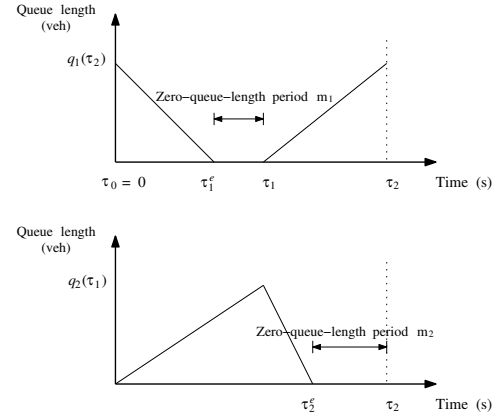 Queue length
(veh)
q₁(τ₂)
Zero−queue−length period m₁
τ₀ = 0
τ₁ᵉ
τ₁
τ₂
Time (s)
Queue length
(veh)
q₂(τ₁)
Zero−queue−length period m₂
τ₂ᵉ
τ₂
Time (s)